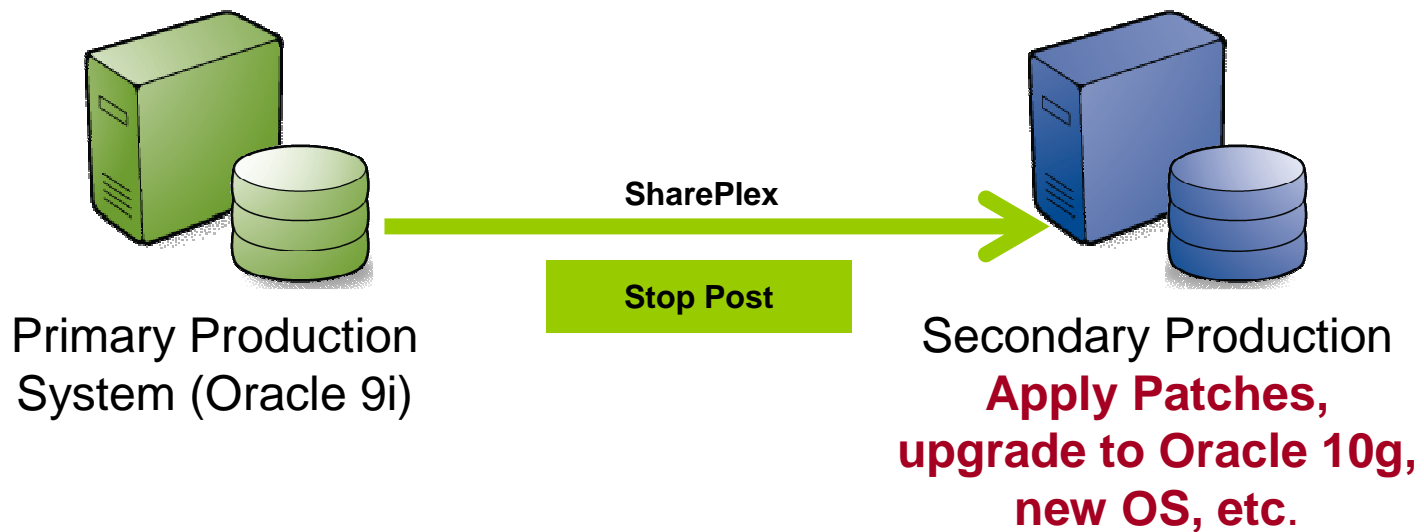 SharePlex
Stop Post
Primary Production
System (Oracle 9i)
Secondary Production
Apply Patches,
upgrade to Oracle 10g,
new OS, etc.